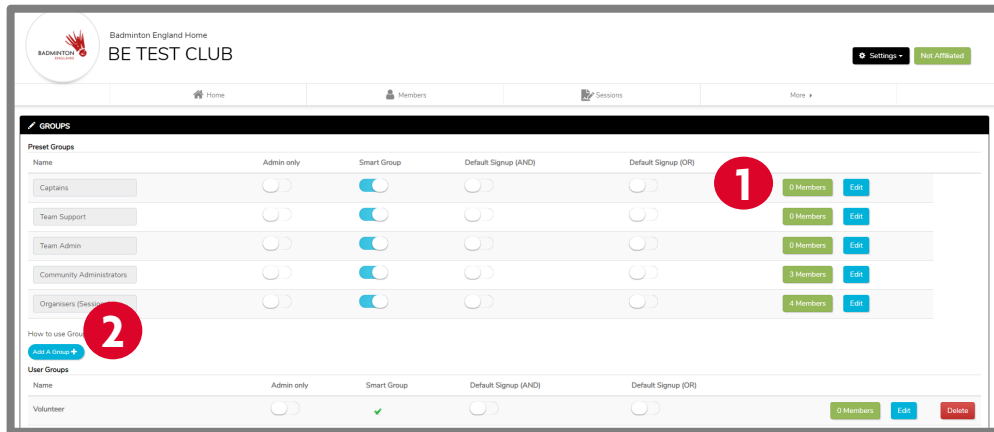 BADMINTON
ENGLAND
Badminton England Home
BE TEST CLUB
Settings
Not Affiliated
Home
Members
Sessions
More
GROUPS
Preset Groups
Name Admin only Smart Group Default Signup (AND) Default Signup (OR)
1
Captains 0 Members Edit
Team Support 0 Members Edit
Team Admin 0 Members Edit
Community Administrators 3 Members Edit
Organisers 4 Members Edit
2
How to use
Add A Group +
User Groups
Name Admin only Smart Group Default Signup (AND) Default Signup (OR)
Volunteer 0 Members Edit Delete